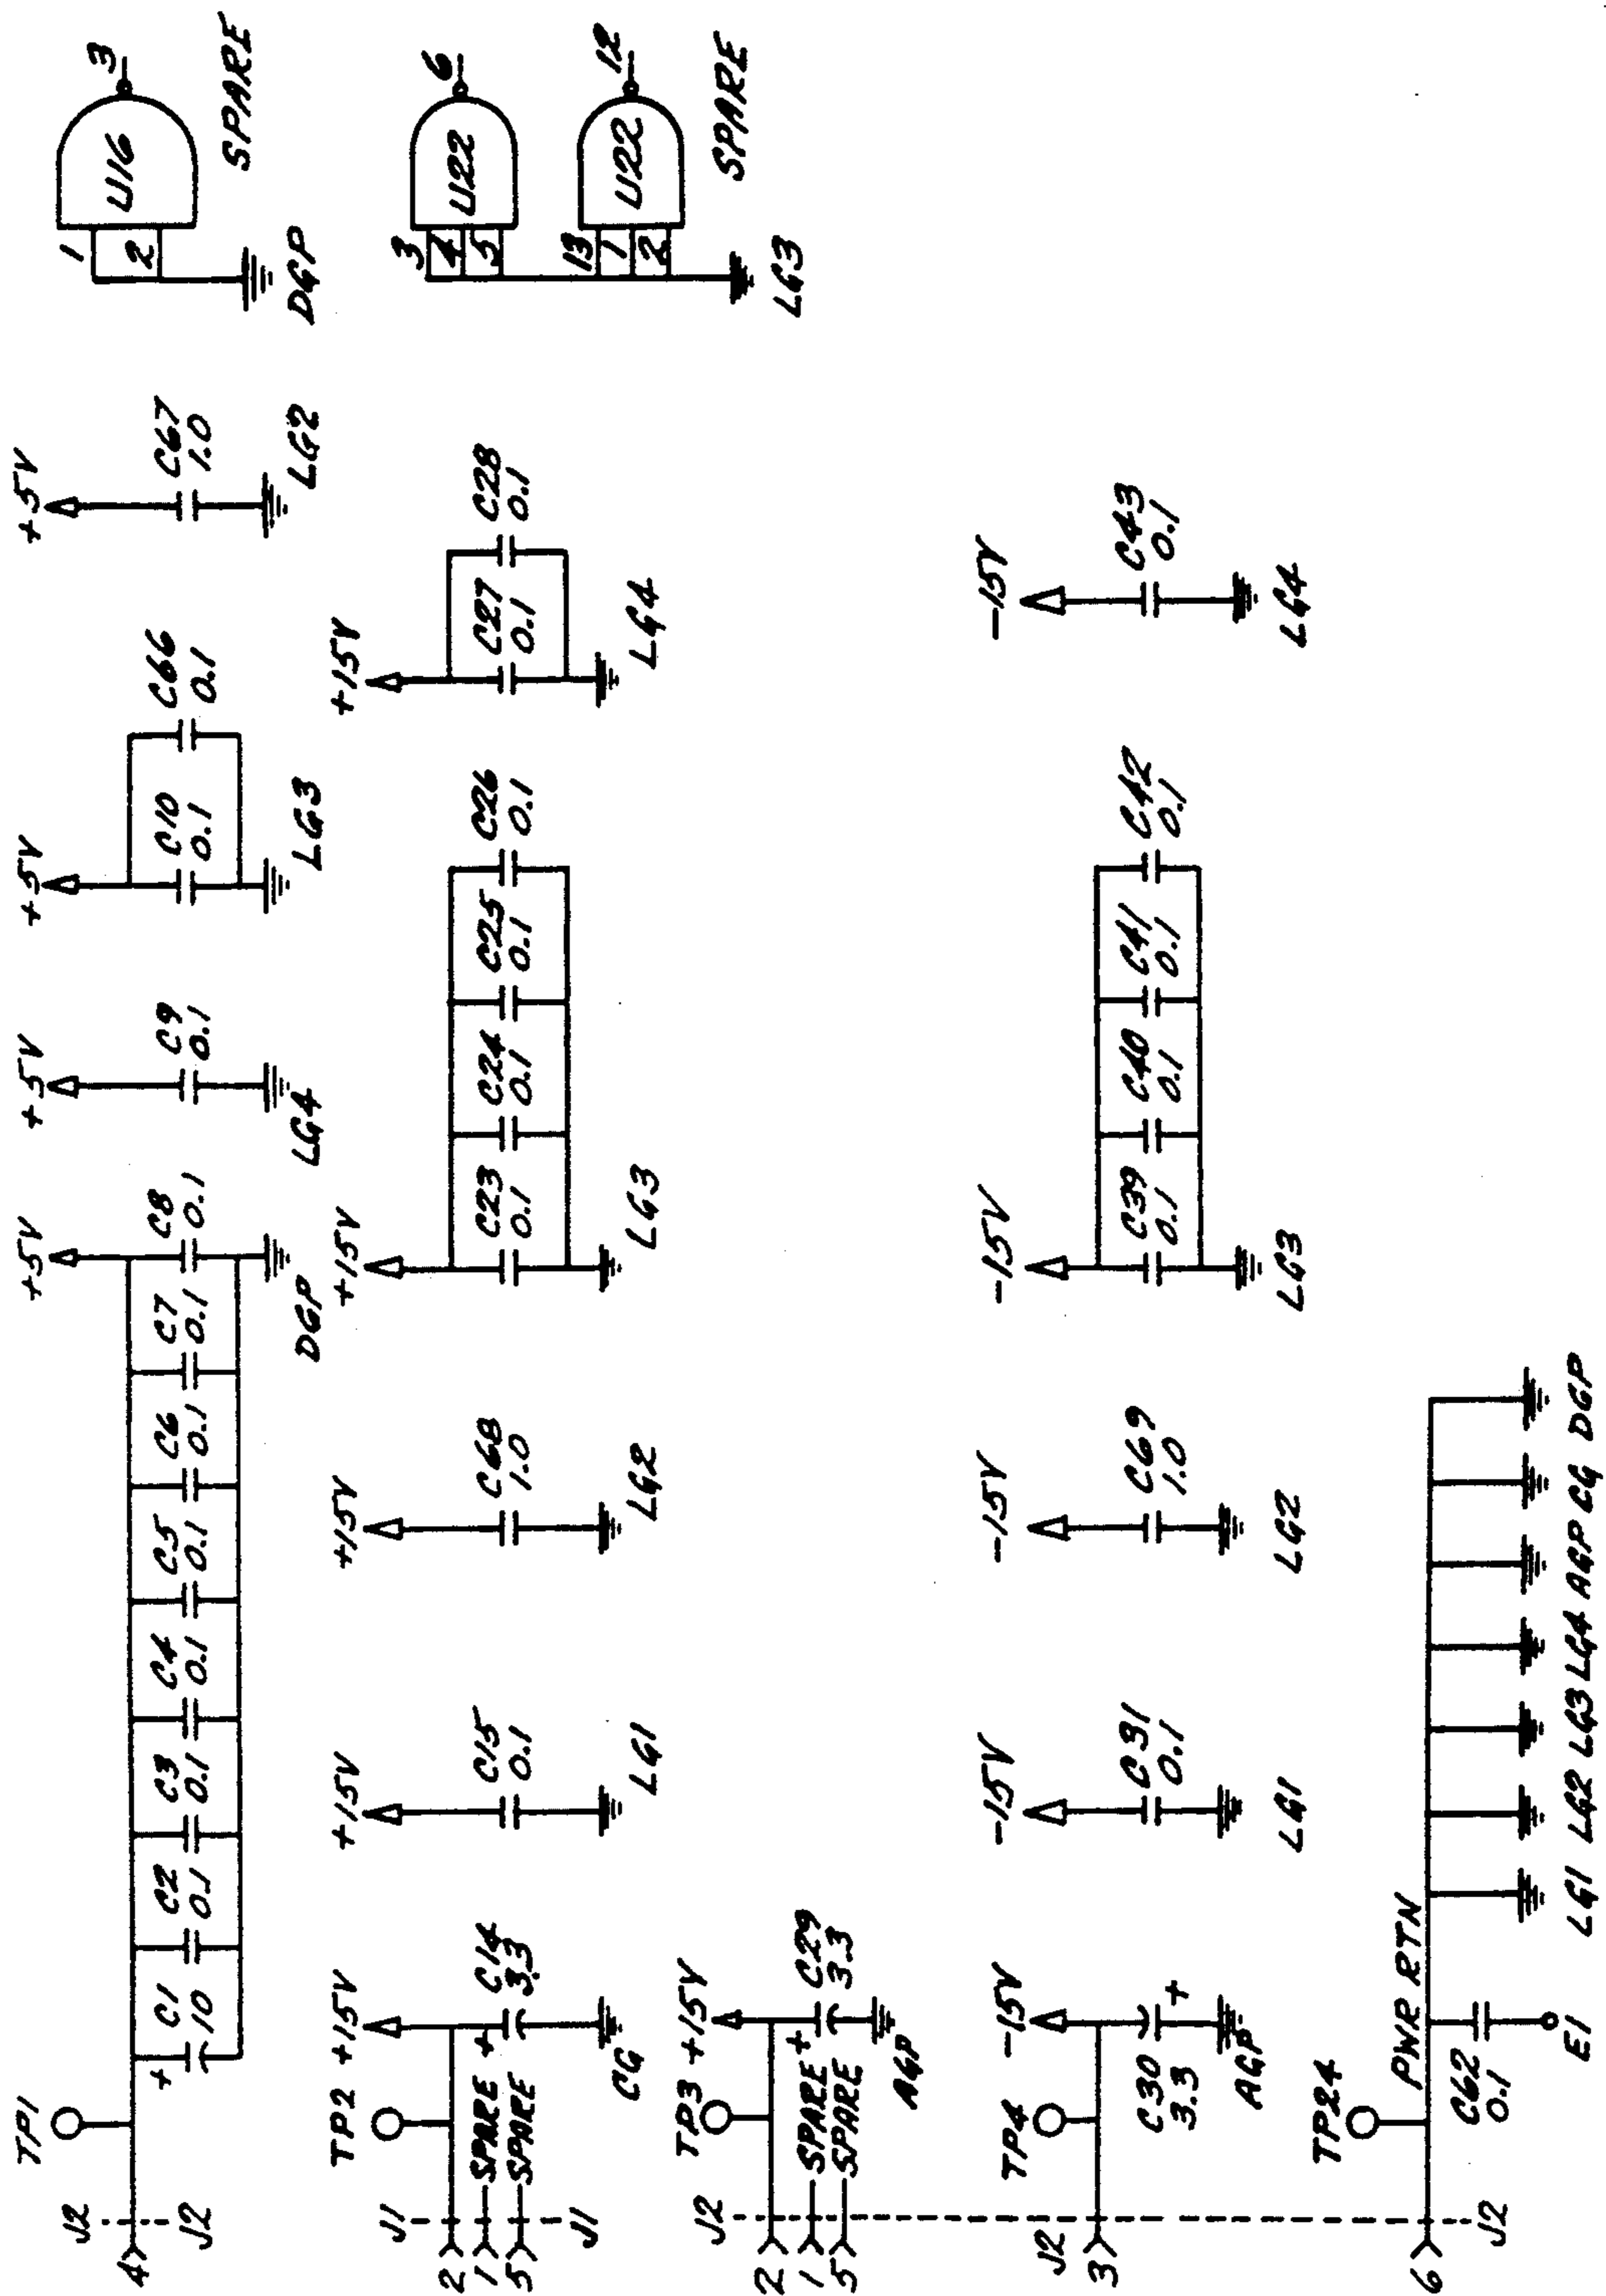 J2
4
J2
TP1
+
C1
10
C2
0.1
C3
0.1
C4
0.1
C5
0.1
C6
0.1
C7
0.1
C8
0.1
+5V
DGP
+5V
C9
0.1
LG4
+5V
C10
0.1
C66
0.1
LG3
+5V
C67
1.0
LG2
1
2
U16
3
DGP
SPARE
J1
2
1
SPARE
5
SPARE
J1
TP2
+15V
+
C14
3.3
CG
+15V
C15
0.1
LG1
+15V
C68
1.0
LG2
+15V
C23
0.1
C24
0.1
C25
0.1
C26
0.1
LG3
+15V
C27
0.1
C28
0.1
LG4
3
4
5
U22
6
13
1
2
U22
12
LG3
SPARE
J2
2
1
SPARE
5
SPARE
TP3
+15V
+
C29
3.3
AGP
J2
3
TP4
-15V
C30
3.3
+
AGP
-15V
C31
0.1
LG1
-15V
C69
1.0
LG2
-15V
C39
0.1
C40
0.1
C41
0.1
C42
0.1
LG3
-15V
C43
0.1
LG4
6
J2
TP24
PWR RTN
C62
0.1
E1
LG1 LG2 LG3 LG4 AGP CG DGP